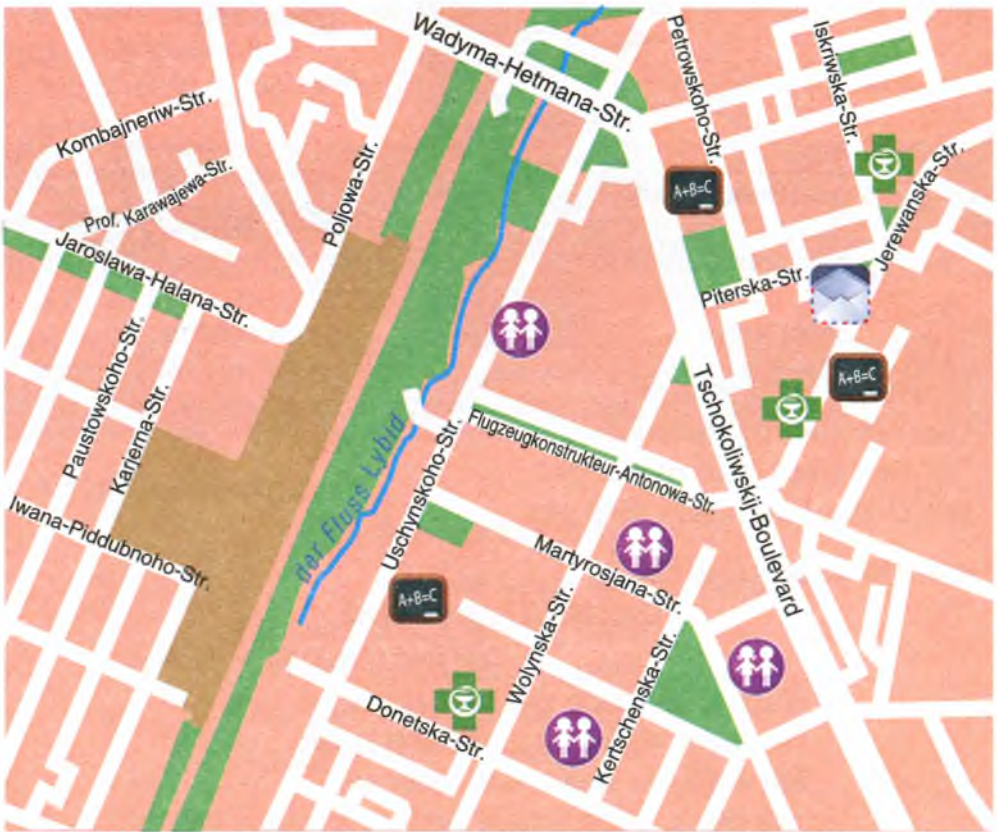 Wadyma-Hetmana-Str.
Petrowskoho-Str.
Iskriwska-Str.
Kombajneriw-Str.
Prof. Karawajewa-Str.
Poljowa-Str.
A+B=C
Jerewanska-Str.
Jaroslawa-Halana-Str.
Piterska-Str.
Paustowskoho-Str.
Karjerna-Str.
A+B=C
Tschokoliwskij-Boulevard
der Fluss Lybid
Uschynskoho-Str.
Flugzeugkonstrukteur-Antonowa-Str.
Iwana-Piddubnoho-Str.
Martyrosjana-Str.
A+B=C
Wolynska-Str.
Kertschenska-Str.
Donetska-Str.